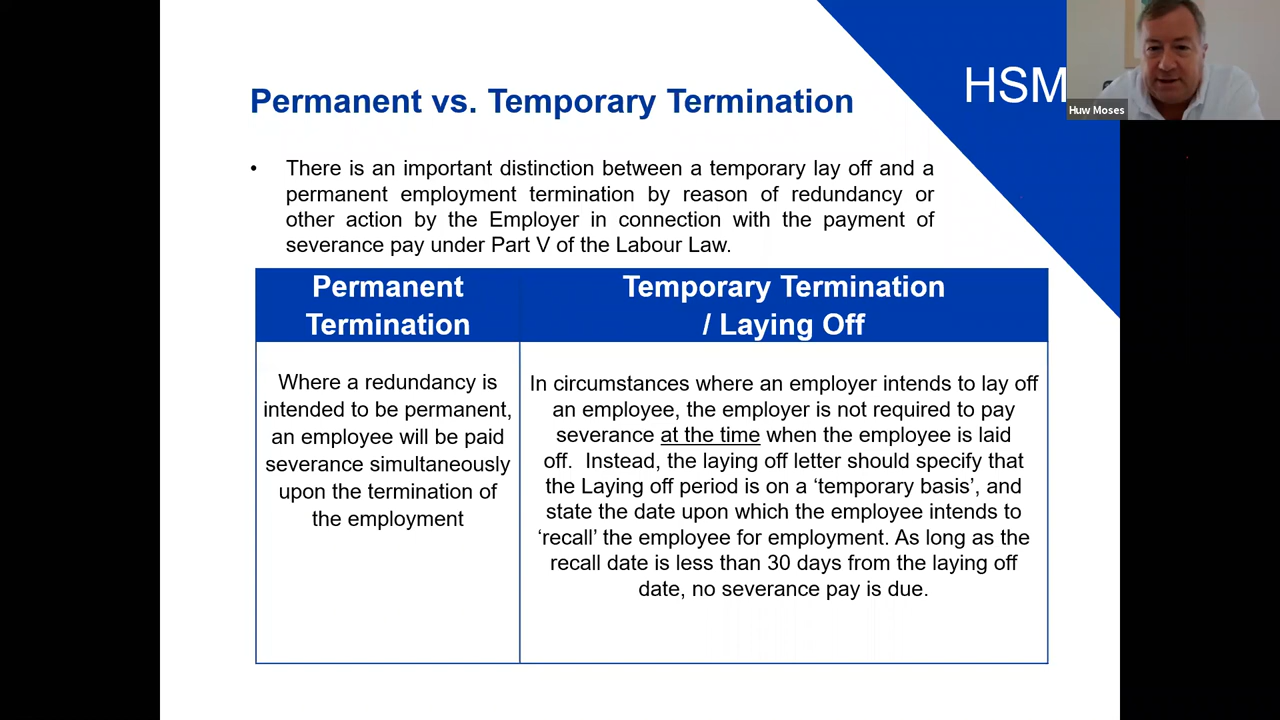 HSM
Huw Moses
Permanent vs. Temporary Termination
• There is an important distinction between a temporary lay off and a
permanent employment termination by reason of redundancy or
other action by the Employer in connection with the payment of
severance pay under Part V of the Labour Law.
Permanent
Termination
Temporary Termination
/ Laying Off
Where a redundancy is
intended to be permanent,
an employee will be paid
severance simultaneously
upon the termination of
the employment
In circumstances where an employer intends to lay off
an employee, the employer is not required to pay
severance at the time when the employee is laid
off.  Instead, the laying off letter should specify that
the Laying off period is on a ‘temporary basis’, and
state the date upon which the employee intends to
‘recall’ the employee for employment. As long as the
recall date is less than 30 days from the laying off
date, no severance pay is due.